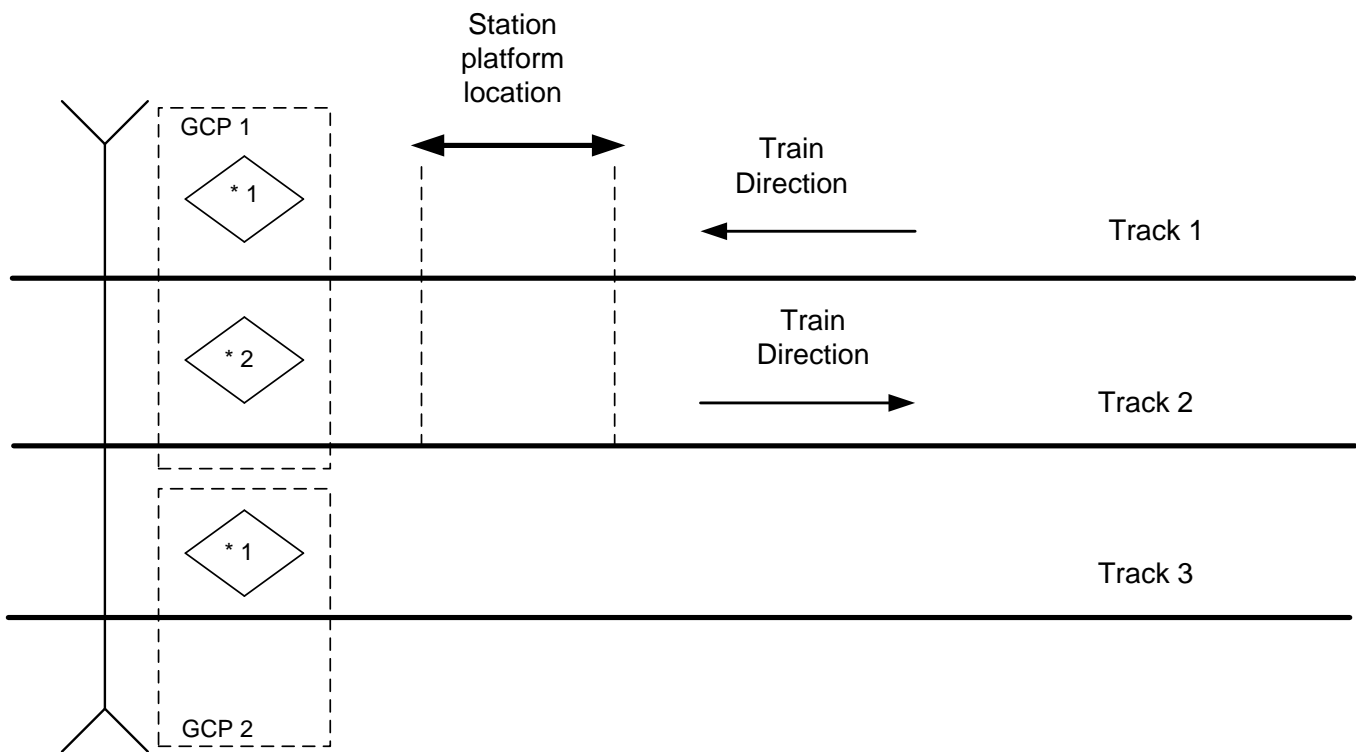 Station
platform
location
GCP 1
* 1
Train
Direction
Track 1
* 2
Train
Direction
Track 2
* 1
Track 3
GCP 2